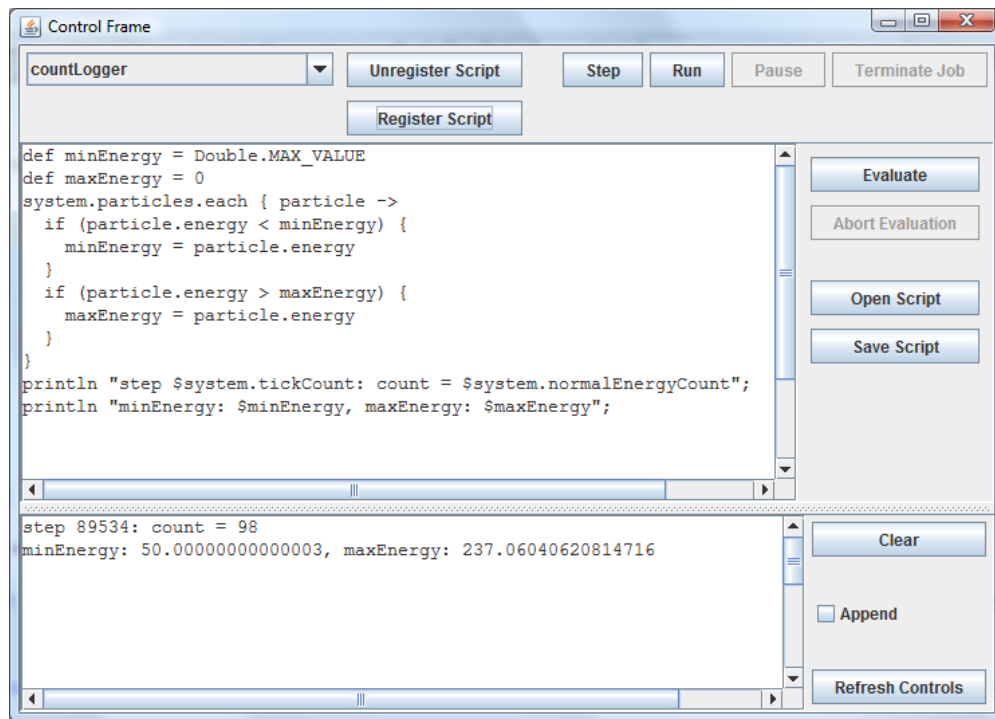 Control Frame
countLogger
Unregister Script
Step
Run
Pause
Terminate Job
Register Script
def minEnergy = Double.MAX_VALUE
def maxEnergy = 0
system.particles.each { particle ->
  if (particle.energy < minEnergy) {
    minEnergy = particle.energy
  }
  if (particle.energy > maxEnergy) {
    maxEnergy = particle.energy
  }
}
println "step $system.tickCount: count = $system.normalEnergyCount";
println "minEnergy: $minEnergy, maxEnergy: $maxEnergy";
Evaluate
Abort Evaluation
Open Script
Save Script
step 89534: count = 98
minEnergy: 50.00000000000003, maxEnergy: 237.06040620814716
Clear
Append
Refresh Controls